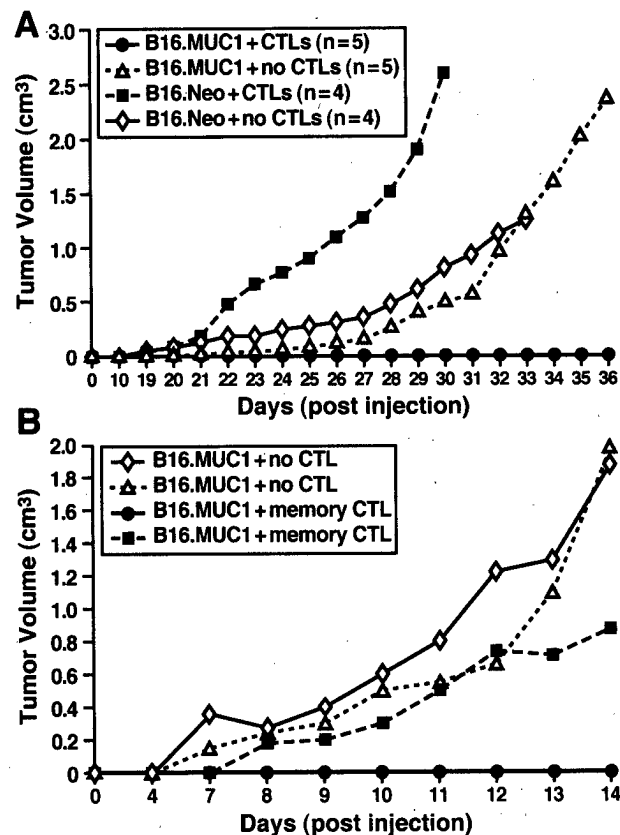 A
B16.MUC1+CTLs (n=5)
B16.MUC1+no CTLs (n=5)
B16.Neo+CTLs (n=4)
B16.Neo+no CTLs (n=4)
Tumor Volume (cm³)
3.0
2.5
2.0
1.5
1.0
0.5
0
0 10 19 20 21 22 23 24 25 26 27 28 29 30 31 32 33 34 35 36
Days (post injection)
B
B16.MUC1+no CTL
B16.MUC1+no CTL
B16.MUC1+memory CTL
B16.MUC1+memory CTL
Tumor Volume (cm³)
2.0
1.8
1.6
1.4
1.2
1.0
0.8
0.6
0.4
0.2
0
0 4 7 8 9 10 11 12 13 14
Days (post injection)